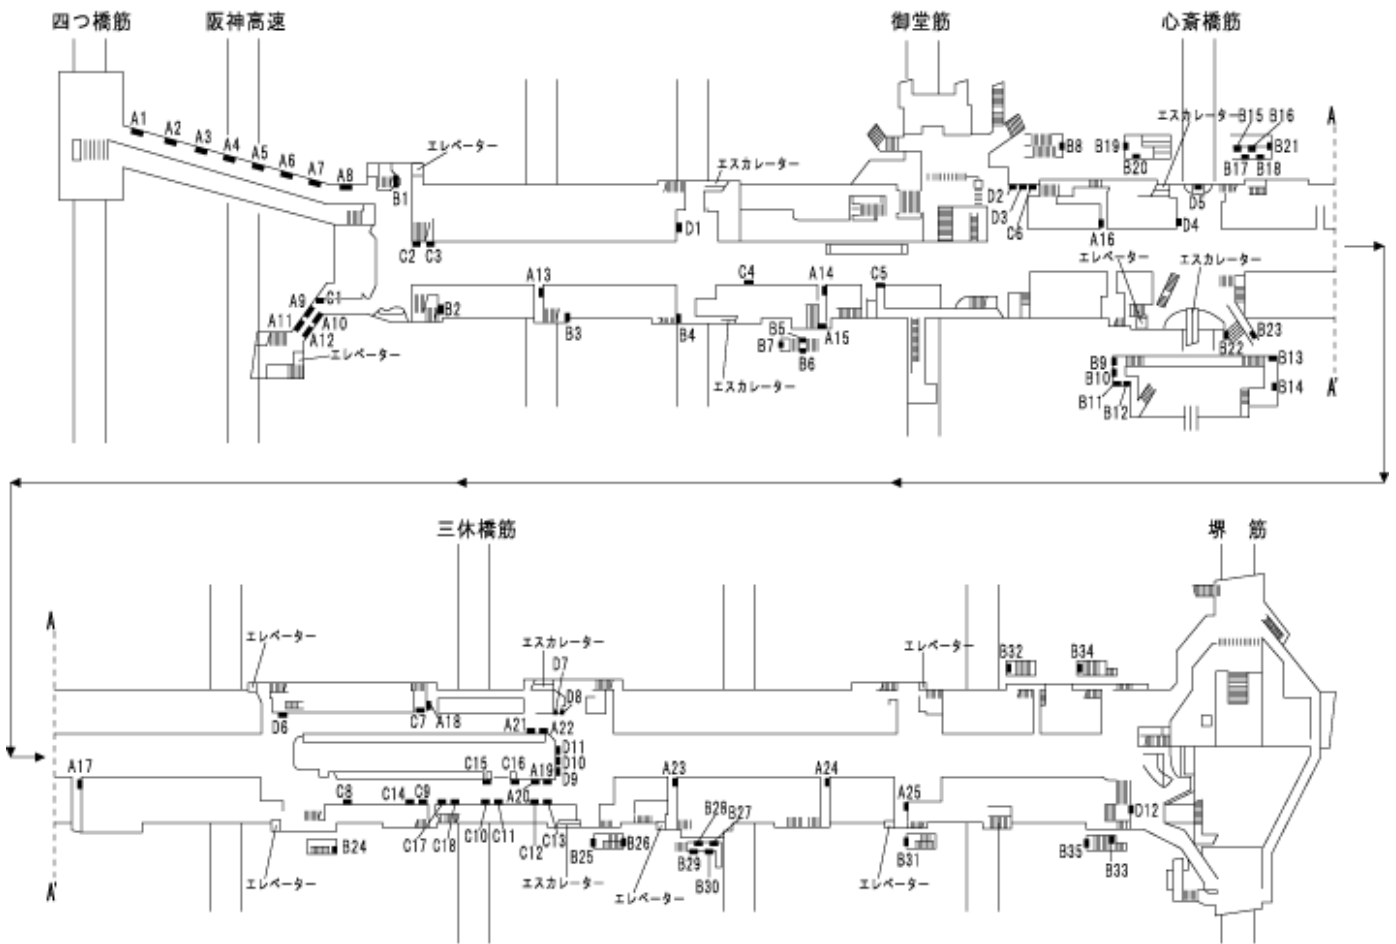 四つ橋筋 阪神高速 御堂筋 心斎橋筋
A1 A2 A3 A4 A5 A6 A7 A8
エレベーター
B1
C2 C3
エスカレーター
D1
D2 D3 C6
B8
A16
B19 B20
エスカレーター
B15 B16
B21
B17 B18
D5
D4
A
A9 C1
A11 A10
A12
エレベーター
B2
A13
B3
B4
C4
A14
A15
C5
B5
B7
B6
エスカレーター
エレベーター
エスカレーター
B22 B23
B9
B10
B11 B12
B13
B14
A'
三休橋筋 堺 筋
A
エレベーター
エスカレーター
D7
D8
エレベーター
B32 B34
D6
C7 A18
A21 A22
D11
D10
D9
A17
C15 C16 A19
C8 C14 C9
A20
C17 C18 C10 C11 C12 C13
A23
A24
A25
D12
B24
エレベーター
エスカレーター
B25 B26
B28 B27
B29 B30
エレベーター
B31
エレベーター
B35 B33
A'